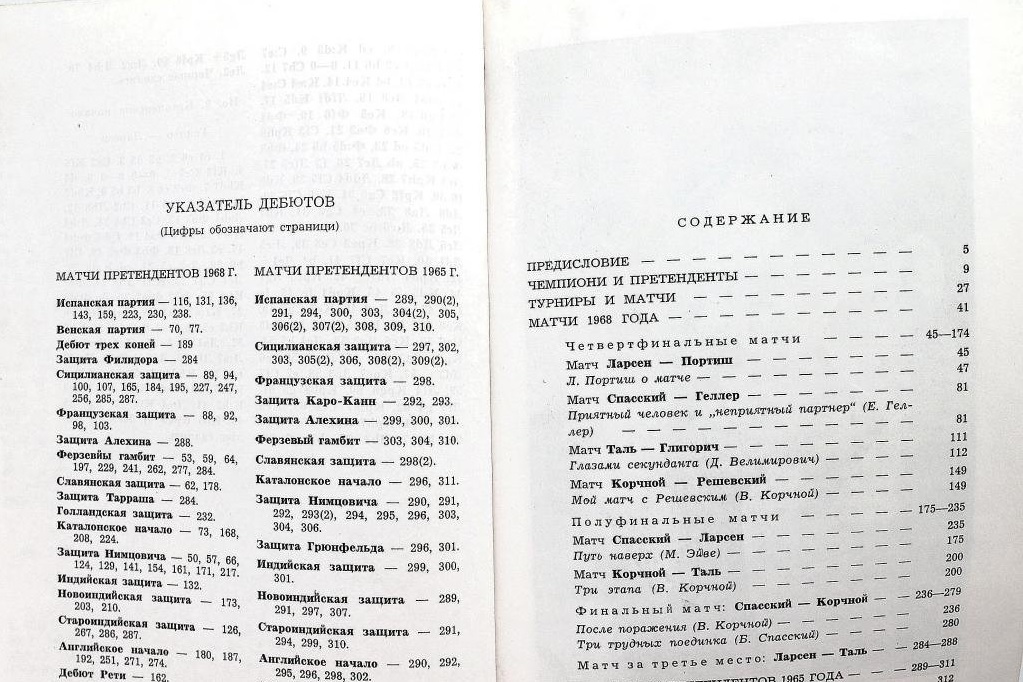 УКАЗАТЕЛЬ ДЕБЮТОВ
(Цифры обозначают страници)
МАТЧИ ПРЕТЕНДЕНТОВ 1968 Г.
Испанская партия — 116, 131, 136,
143, 159, 223, 230, 238.
Венская партия — 70, 77.
Дебют трех коней — 189
Защита Филидора — 284
Сицилианская защита — 89, 94,
100, 107, 165, 184, 195, 227, 247,
256, 285, 287.
Французская защита — 88, 92,
98, 103.
Защита Алехина — 288.
Ферзевйы гамбит — 53, 59, 64,
197, 229, 241, 262, 277, 284.
Славянская защита — 62, 178.
Защита Тарраша — 284.
Голландская защита — 232.
Каталонское начало — 73, 168,
208, 224.
Защита Нимцовича — 50, 57, 66,
124, 129, 141, 154, 161, 171, 217.
Индийская защита — 132.
Новоиндийская защита — 173,
203, 210.
Староиндийская защита — 126,
267, 286, 287.
Английское начало — 180, 187,
192, 251, 271, 274.
Дебют Рети — 162.
МАТЧИ ПРЕТЕНДЕНТОВ 1965 Г.
Испанская партия — 289, 290(2),
291, 294, 300, 303, 304(2), 305,
306(2), 307(2), 308, 309, 310.
Сицилианская защита — 297, 302,
303, 305(2), 306, 308(2), 309(2).
Французская защита — 298.
Защита Каро-Канн — 292, 293.
Защита Алехина — 299, 300, 301.
Ферзевый гамбит — 303, 304, 310.
Славянская защита — 298(2).
Каталонское начало — 296, 311.
Защита Нимцовича — 290, 291,
292, 293(2), 294, 295, 296, 303,
304, 306.
Защита Грюнфельда — 296, 301.
Индийская защита — 299, 300,
301.
Новоиндийская защита — 289,
291, 297, 307.
Староиндийская защита — 291,
294, 299, 310.
Английское начало — 290, 292,
295, 296, 298, 302.
СОДЕРЖАНИЕ
ПРЕДИСЛОВИЕ — — — — — — — — — — — 5
ЧЕМПИОНИ И ПРЕТЕНДЕНТЫ — — — — — — — 9
ТУРНИРЫ И МАТЧИ — — — — — — — — — 27
МАТЧИ 1968 ГОДА — — — — — — — — — — 41
Четвертфинальные матчи — — — — — 45—174
Матч Ларсен — Портиш — — — — — — — 45
Л. Портиш о матче — — — — — — — — — 47
Матч Спасский — Геллер — — — — — — — 81
Приятный человек и „неприятный партнер“ (Е. Гел-
лер) — — — — — — — — — — — — 81
Матч Таль — Глигорич — — — — — — — — 111
Глазами секунданта (Д. Велимирович) — — — — 112
Матч Корчной — Решевский — — — — — — 149
Мой матч с Решевским (В. Корчной) — — — — — 149
Полуфинальные матчи — — — — — — 175—235
Матч Спасский — Ларсен — — — — — — — 235
Путь наверх (М. Эйве) — — — — — — — — 175
Матч Корчной — Таль — — — — — — — — 200
Три этапа (В. Корчной) — — — — — — — — 200
Финальный матч: Спасский — Корчной — — 236—279
После поражения (В. Корчной) — — — — — — 236
Три трудных поединка (Б. Спасский) — — — — — 280
Матч за третье место: Ларсен — Таль — — 284—288
ПРЕТЕНДЕНТОВ 1965 ГОДА — — — 289—311
312